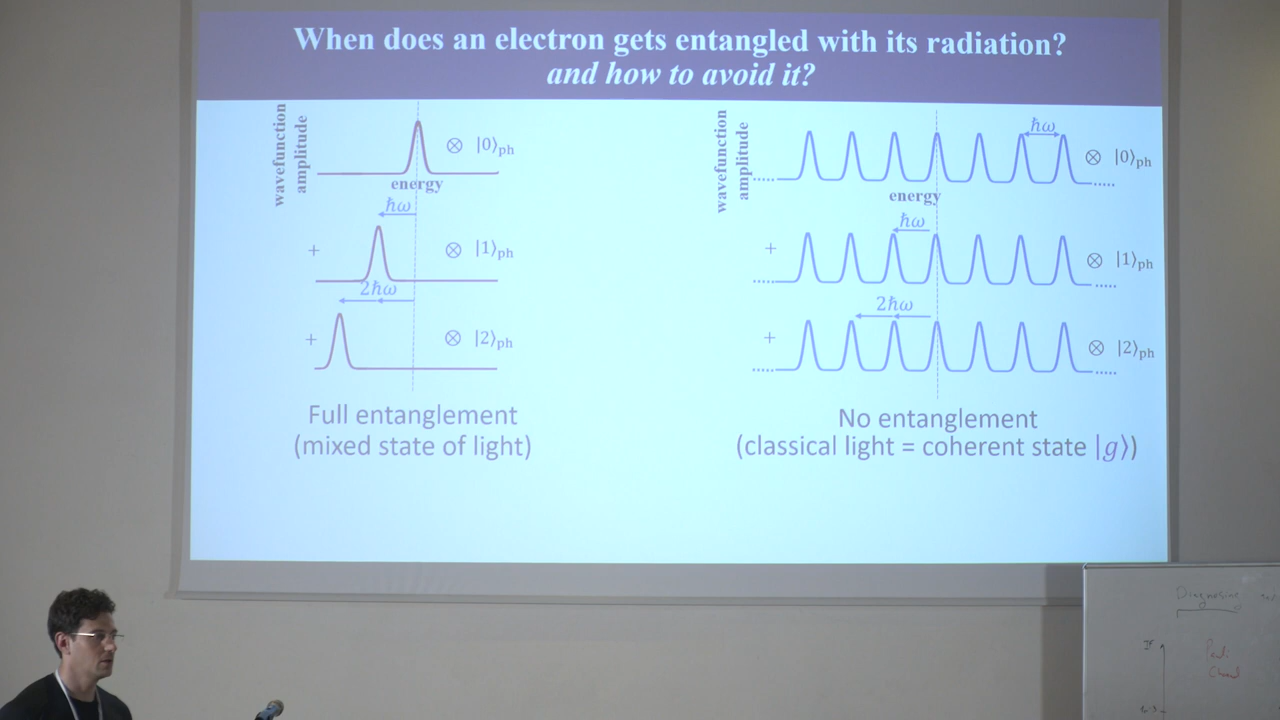 When does an electron gets entangled with its radiation?
and how to avoid it?
wavefunction
amplitude
⊗ |0⟩ph
energy
ħω
+ ⊗ |1⟩ph
2ħω
+ ⊗ |2⟩ph
Full entanglement
(mixed state of light)
wavefunction
amplitude
ħω
..... ⊗ |0⟩ph .....
energy
ħω
+ ..... ⊗ |1⟩ph .....
2ħω
+ ..... ⊗ |2⟩ph .....
No entanglement
(classical light = coherent state |g⟩)
Diagnosing